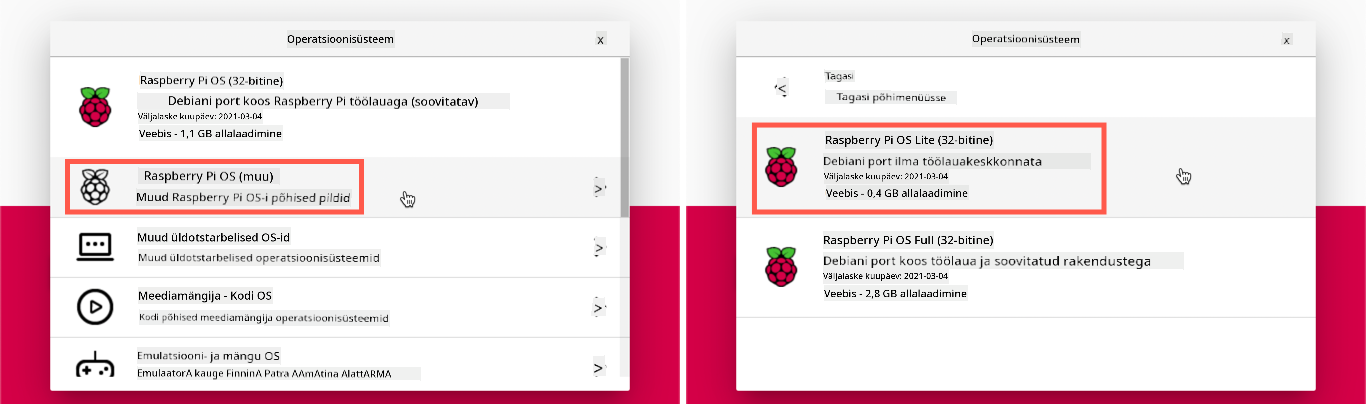 Operatsioonisüsteem
x
Raspberry Pi OS (32-bitine)
Debiani port koos Raspberry Pi töölauaga (soovitatav)
Väljalaske kuupäev: 2021-03-04
Veebis - 1,1 GB allalaadimine
Raspberry Pi OS (muu)
Muud Raspberry Pi OS-i põhised pildid
Muud üldotstarbelised OS-id
Muud üldotstarbelised operatsioonisüsteemid
Meediamängija - Kodi OS
Kodi põhised meediamängija operatsioonisüsteemid
Emulatsiooni- ja mängu OS
EmulaatorA kauge FinninA Patra AAmAtina AlattARMA
Operatsioonisüsteem
x
Tagasi
Tagasi põhimenüüsse
Raspberry Pi OS Lite (32-bitine)
Debiani port ilma töölauakeskkonnata
Väljalaske kuupäev: 2021-03-04
Veebis - 0,4 GB allalaadimine
Raspberry Pi OS Full (32-bitine)
Debiani port koos töölaua ja soovitatud rakendustega
Väljalaske kuupäev: 2021-03-04
Veebis - 2,8 GB allalaadimine